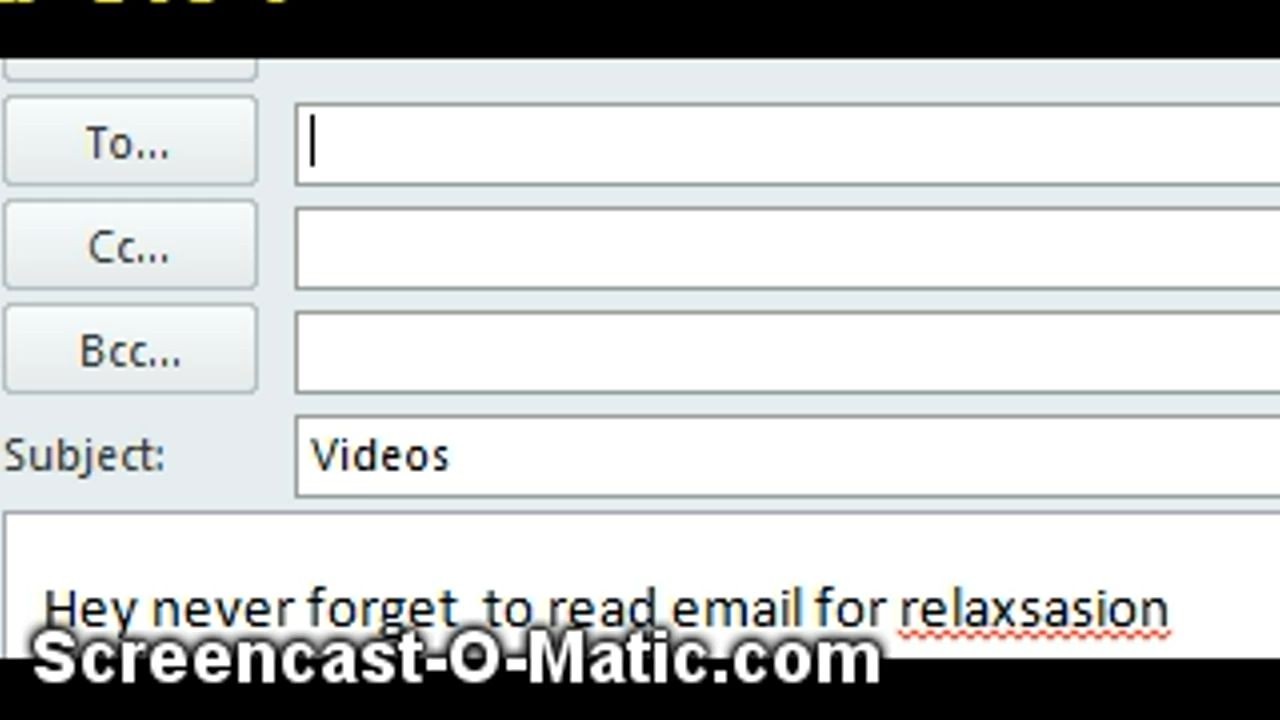 To...
Cc...
Bcc...
Subject: Videos
Hey never forget  to read email for relaxsasion
Screencast-O-Matic.com